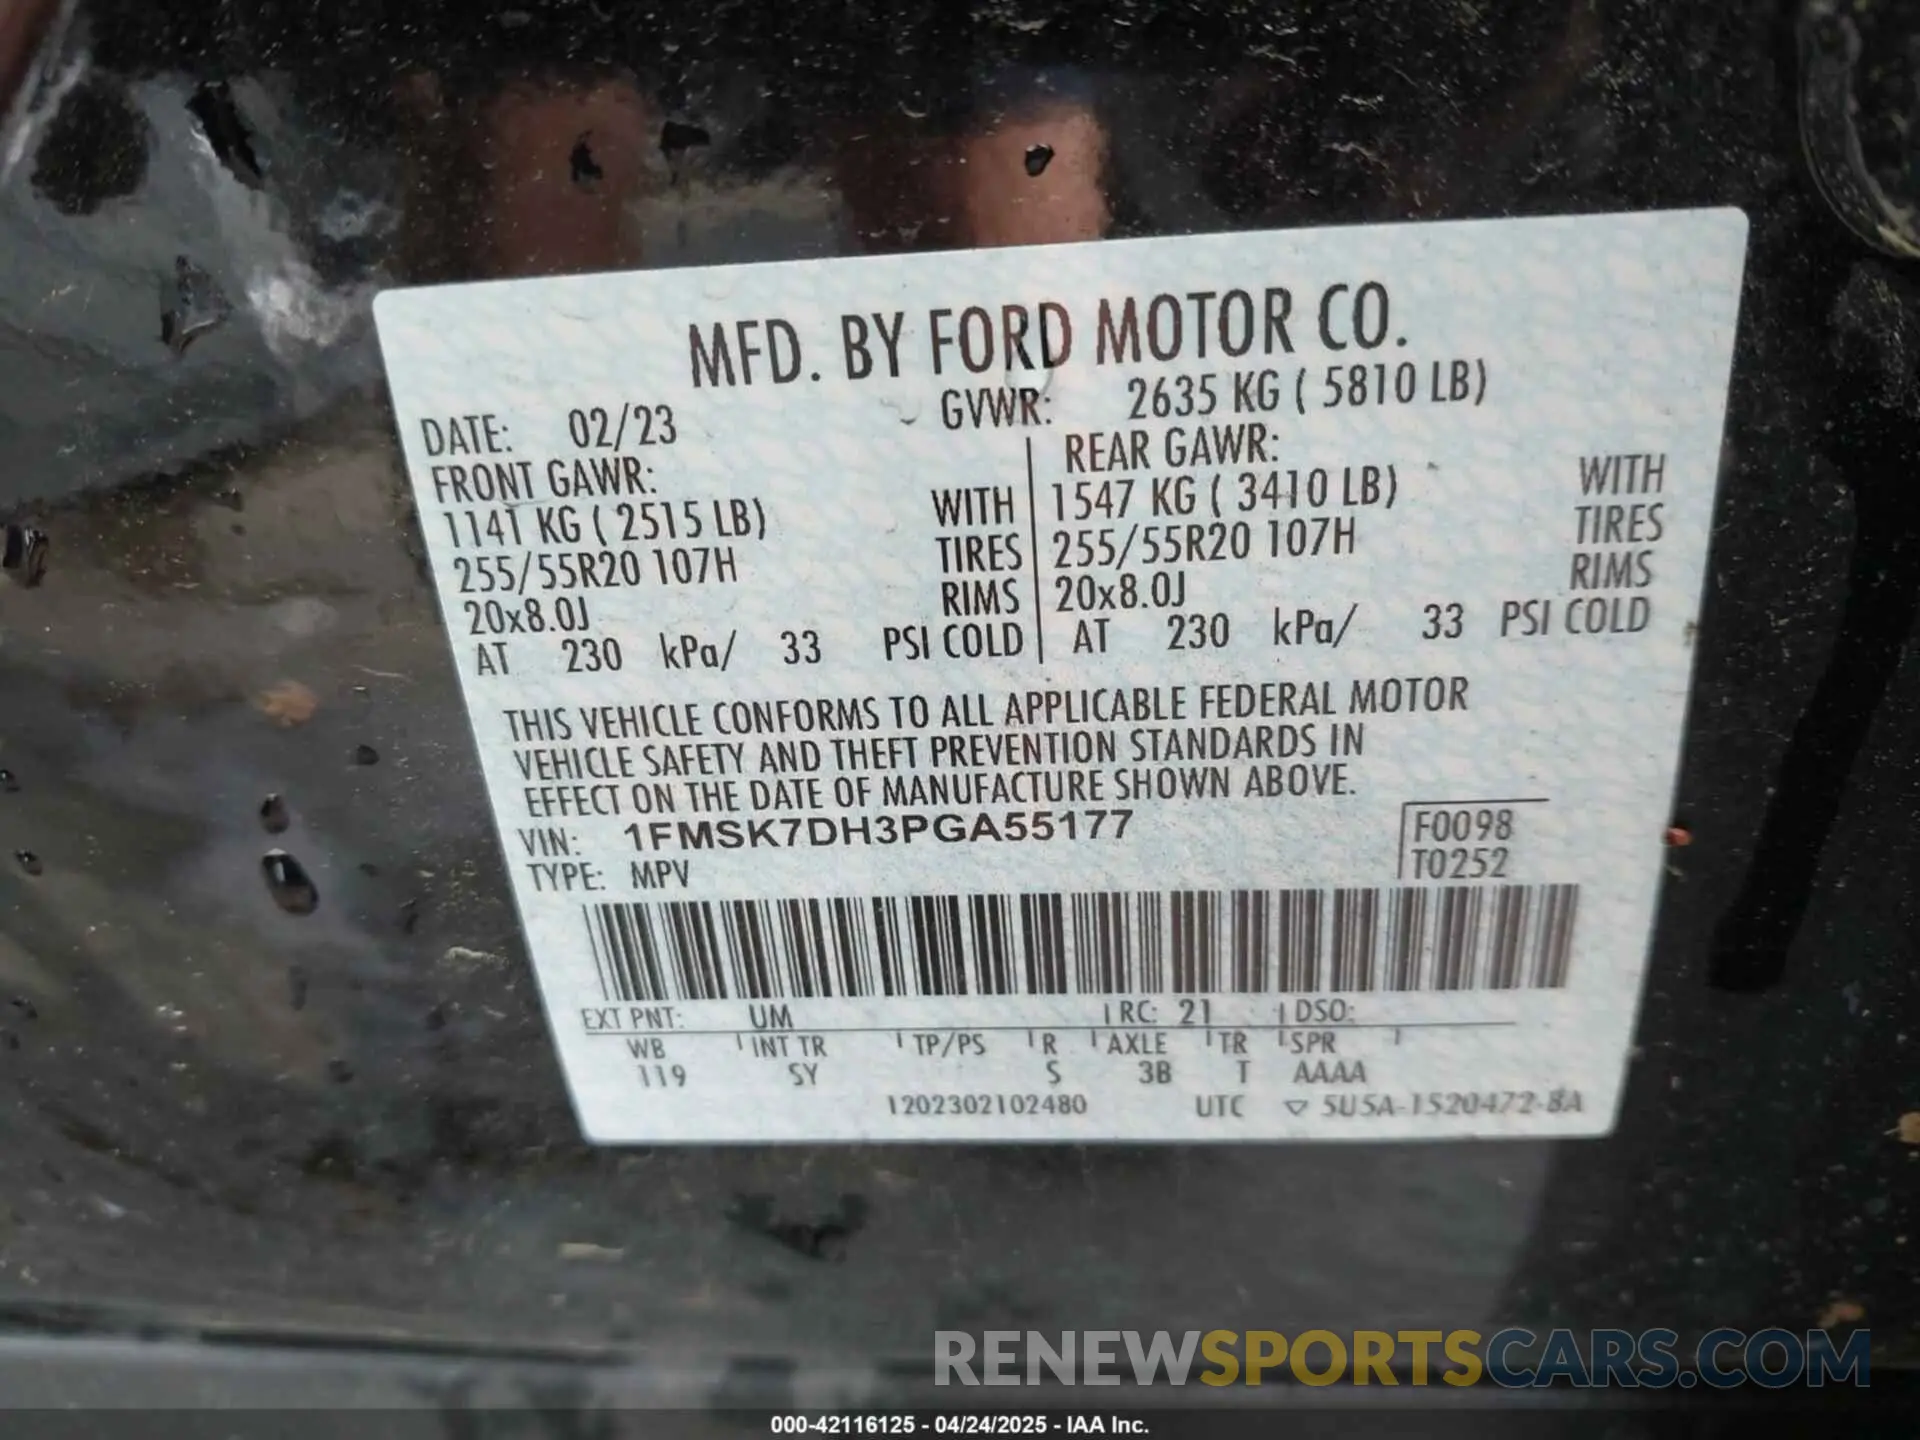 MFD. BY FORD MOTOR CO.
DATE: 02/23 GVWR: 2635 KG ( 5810 LB)
FRONT GAWR: REAR GAWR:
1141 KG ( 2515 LB) WITH 1547 KG ( 3410 LB) WITH
255/55R20 107H TIRES 255/55R20 107H TIRES
20x8.0J RIMS 20x8.0J RIMS
AT 230 kPa/ 33 PSI COLD AT 230 kPa/ 33 PSI COLD
THIS VEHICLE CONFORMS TO ALL APPLICABLE FEDERAL MOTOR
VEHICLE SAFETY AND THEFT PREVENTION STANDARDS IN
EFFECT ON THE DATE OF MANUFACTURE SHOWN ABOVE.
VIN: 1FMSK7DH3PGA55177 F0098
TYPE: MPV T0252
EXT PNT: UM RC: 21 DSO:
WB INT TR TP/PS R AXLE TR SPR
119 SY S 3B T AAAA
1202302102480 UTC ▽ 5U5A-1520472-BA
RENEWSPORTSCARS.COM
000-42116125 - 04/24/2025 - IAA Inc.